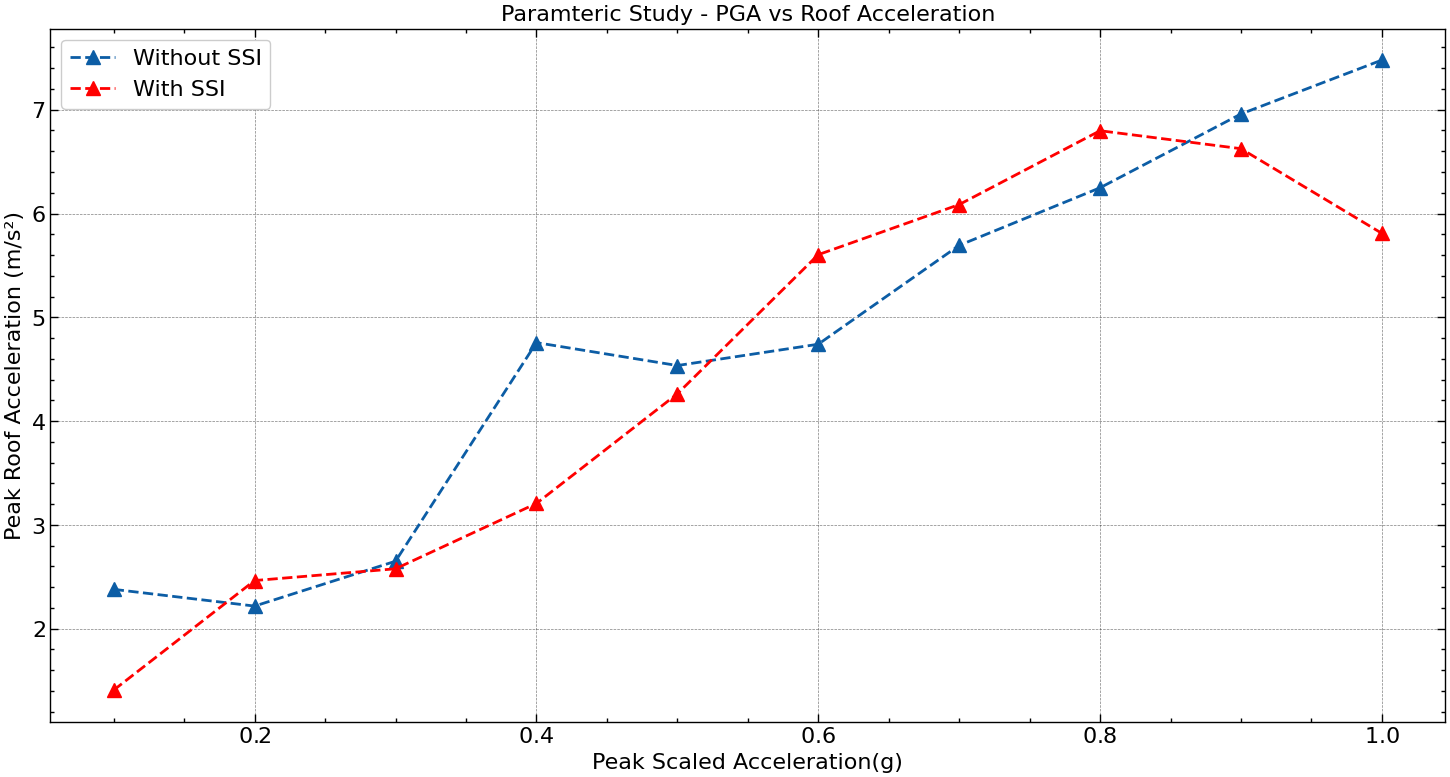 Paramteric Study - PGA vs Roof Acceleration
Without SSI
With SSI
Peak Roof Acceleration (m/s²)
7
6
5
4
3
2
0.2 0.4 0.6 0.8 1.0
Peak Scaled Acceleration(g)